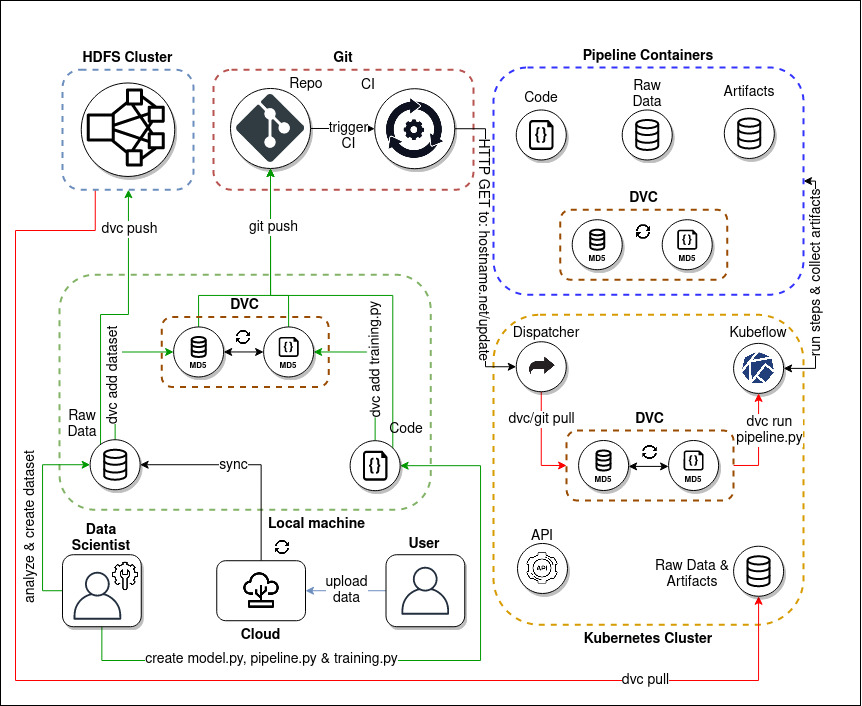 HDFS Cluster
Git
Pipeline Containers
Repo
CI
trigger
CI
Code
Raw
Data
Artifacts
HTTP GET to: hostname.net/update
DVC
MD5
MD5
run steps & collect artifacts
dvc push
git push
DVC
MD5
MD5
dvc add dataset
dvc add training.py
Raw
Data
Code
sync
Local machine
analyze & create dataset
Data
Scientist
Cloud
upload
data
User
create model.py, pipeline.py & training.py
Dispatcher
Kubeflow
dvc/git pull
DVC
MD5
MD5
dvc run
pipeline.py
API
API
Raw Data &
Artifacts
Kubernetes Cluster
dvc pull